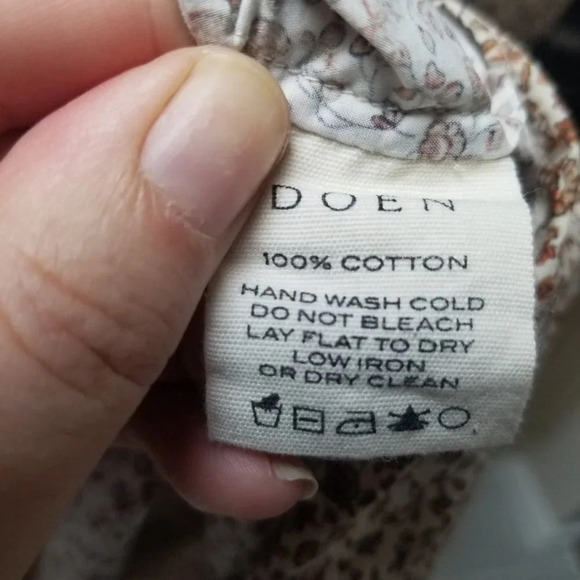 DOEN
100% COTTON
HAND WASH COLD
DO NOT BLEACH
LAY FLAT TO DRY
LOW IRON
OR DRY CLEAN